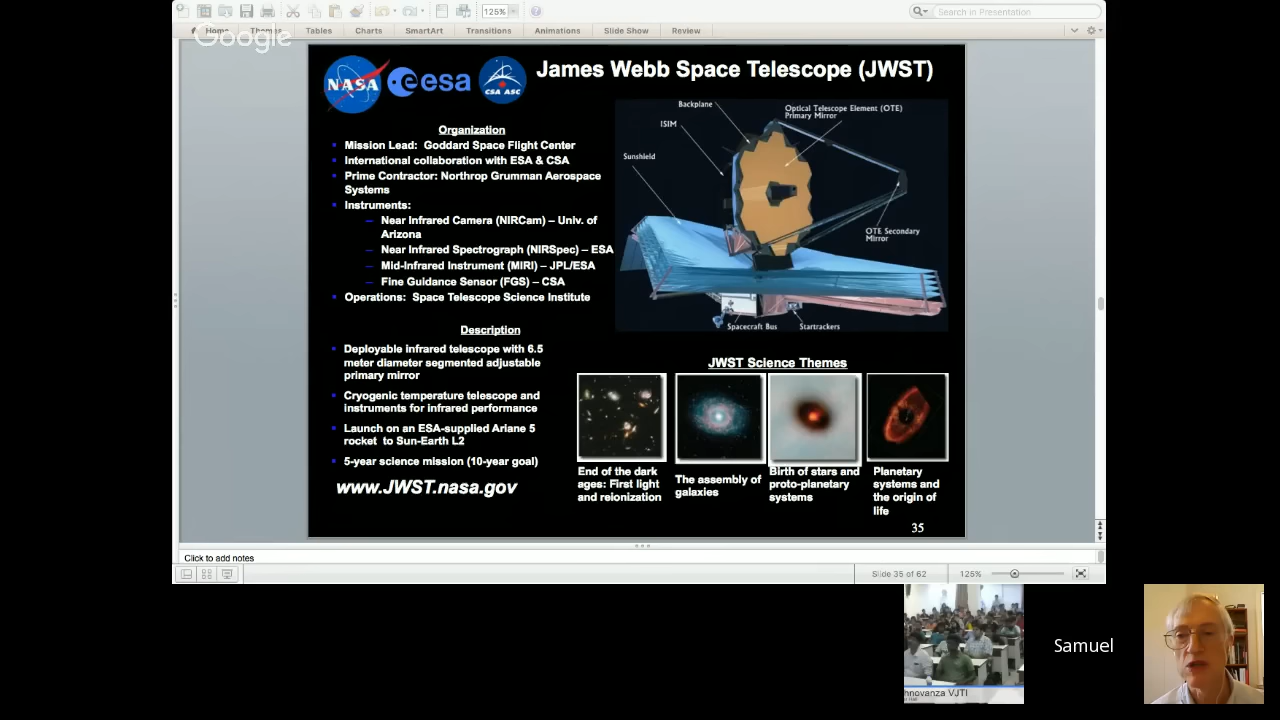 125%
Search in Presentation
Home
Themes
Tables
Charts
SmartArt
Transitions
Animations
Slide Show
Review
Google
NASA
esa
CSA ASC
James Webb Space Telescope (JWST)
Organization
Mission Lead: Goddard Space Flight Center
International collaboration with ESA & CSA
Prime Contractor: Northrop Grumman Aerospace
Systems
Instruments:
– Near Infrared Camera (NIRCam) – Univ. of
Arizona
– Near Infrared Spectrograph (NIRSpec) – ESA
– Mid-Infrared Instrument (MIRI) – JPL/ESA
– Fine Guidance Sensor (FGS) – CSA
Operations: Space Telescope Science Institute
Description
Deployable infrared telescope with 6.5
meter diameter segmented adjustable
primary mirror
Cryogenic temperature telescope and
instruments for infrared performance
Launch on an ESA-supplied Ariane 5
rocket to Sun-Earth L2
5-year science mission (10-year goal)
www.JWST.nasa.gov
Backplane
Optical Telescope Element (OTE)
Primary Mirror
ISIM
Sunshield
OTE Secondary
Mirror
Spacecraft Bus
Startrackers
JWST Science Themes
End of the dark
ages: First light
and reionization
The assembly of
galaxies
Birth of stars and
proto-planetary
systems
Planetary
systems and
the origin of
life
35
Click to add notes
Slide 35 of 62
125%
hnovanza VJTI
Samuel